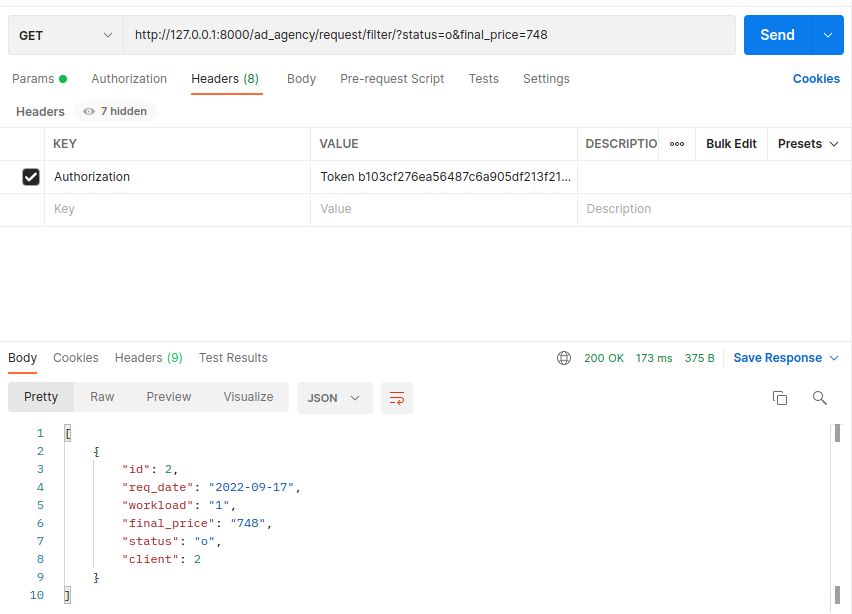 GET http://127.0.0.1:8000/ad_agency/request/filter/?status=o&final_price=748 Send
Params Authorization Headers (8) Body Pre-request Script Tests Settings Cookies
Headers 7 hidden
KEY VALUE DESCRIPTIO ooo Bulk Edit Presets
Authorization Token b103cf276ea56487c6a905df213f21...
Key Value Description
Body Cookies Headers (9) Test Results 200 OK 173 ms 375 B Save Response
Pretty Raw Preview Visualize JSON
1 [
2 {
3 "id": 2,
4 "req_date": "2022-09-17",
5 "workload": "1",
6 "final_price": "748",
7 "status": "o",
8 "client": 2
9 }
10 ]